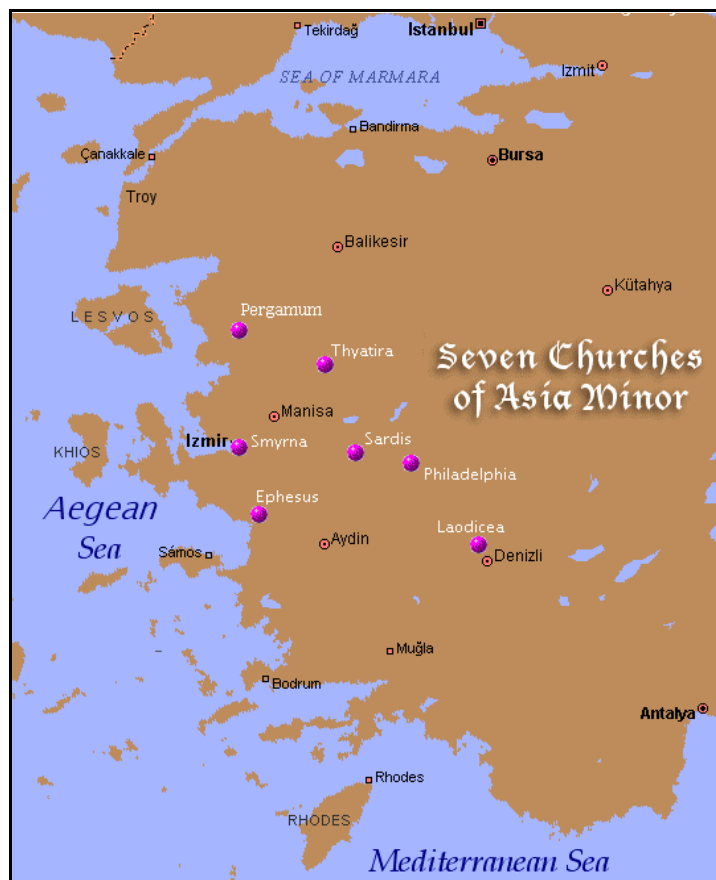 Tekirdağ
Istanbul
SEA OF MARMARA
Izmit
Bandirma
Çanakkale
Bursa
Troy
Balikesir
Kütahya
LESVOS
Pergamum
Thyatira
Seven Churches
of Asia Minor
Manisa
Izmir
Smyrna
Sardis
KHIOS
Philadelphia
Ephesus
Aegean
Sea
Laodicea
Aydin
Sámos
Denizli
Muğla
Bodrum
Antalya
Rhodes
RHODES
Mediterranean Sea